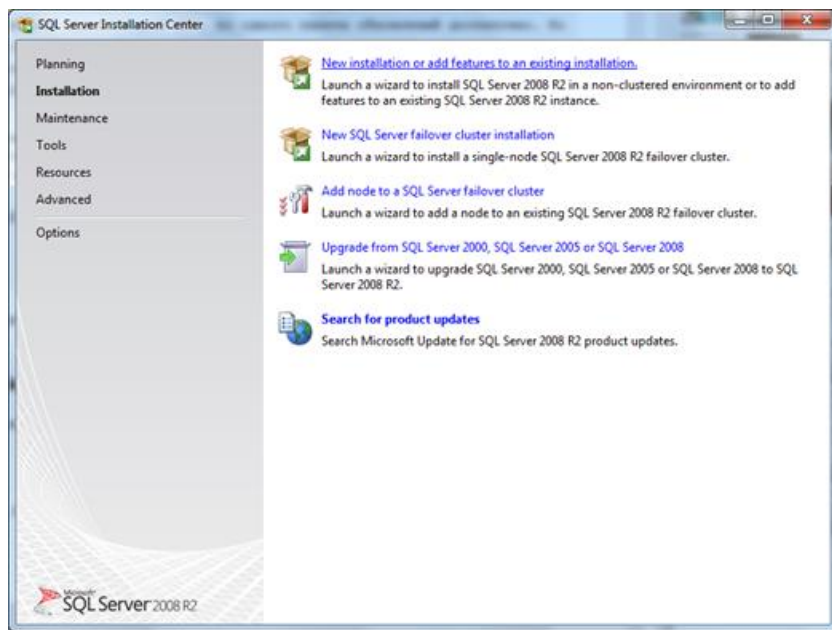 SQL Server Installation Center
Planning
Installation
Maintenance
Tools
Resources
Advanced
Options
New installation or add features to an existing installation.
Launch a wizard to install SQL Server 2008 R2 in a non-clustered environment or to add
features to an existing SQL Server 2008 R2 instance.
New SQL Server failover cluster installation
Launch a wizard to install a single-node SQL Server 2008 R2 failover cluster.
Add node to a SQL Server failover cluster
Launch a wizard to add a node to an existing SQL Server 2008 R2 failover cluster.
Upgrade from SQL Server 2000, SQL Server 2005 or SQL Server 2008
Launch a wizard to upgrade SQL Server 2000, SQL Server 2005 or SQL Server 2008 to SQL
Server 2008 R2.
Search for product updates
Search Microsoft Update for SQL Server 2008 R2 product updates.
Microsoft
SQL Server 2008 R2